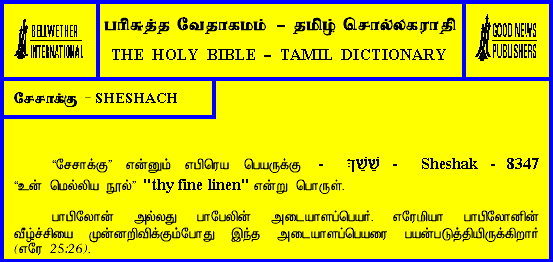 BELLWETHER
INTERNATIONAL
பரிசுத்த வேதாகமம் – தமிழ் சொல்லகராதி
THE HOLY BIBLE – TAMIL DICTIONARY
GOOD NEWS
PUBLISHERS
சேசாக்கு – SHESHACH
“சேசாக்கு” என்னும் எபிரெய பெயருக்கு - שֵׁשַׁךְ - Sheshak - 8347
“உன் மெல்லிய நூல்” "thy fine linen" என்று பொருள்.
பாபிலோன் அல்லது பாபேலின் அடையாளப்பெயர். எரேமியா பாபிலோனின்
வீழ்ச்சியை முன்னறிவிக்கும்போது இந்த அடையாளப்பெயரை பயன்படுத்தியிருக்கிறார்
(எரே 25:26).